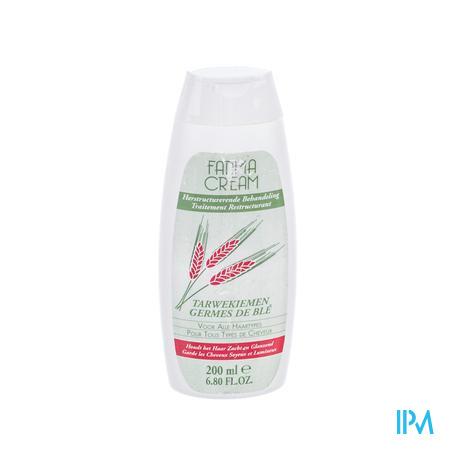 FANMA
CREAM
Herstructurerende Behandeling
Traitement Restructurant
TARWEKIEMEN
GERMES DE BLÉ
VOOR ALLE HAARTYPES
POUR TOUS TYPES DE CHEVEUX
Houdt het Haar Zacht en Glanzend
Garde les Cheveux Soyeux et Lumineux
200 ml ℮
6.80 FL.OZ.
IPM